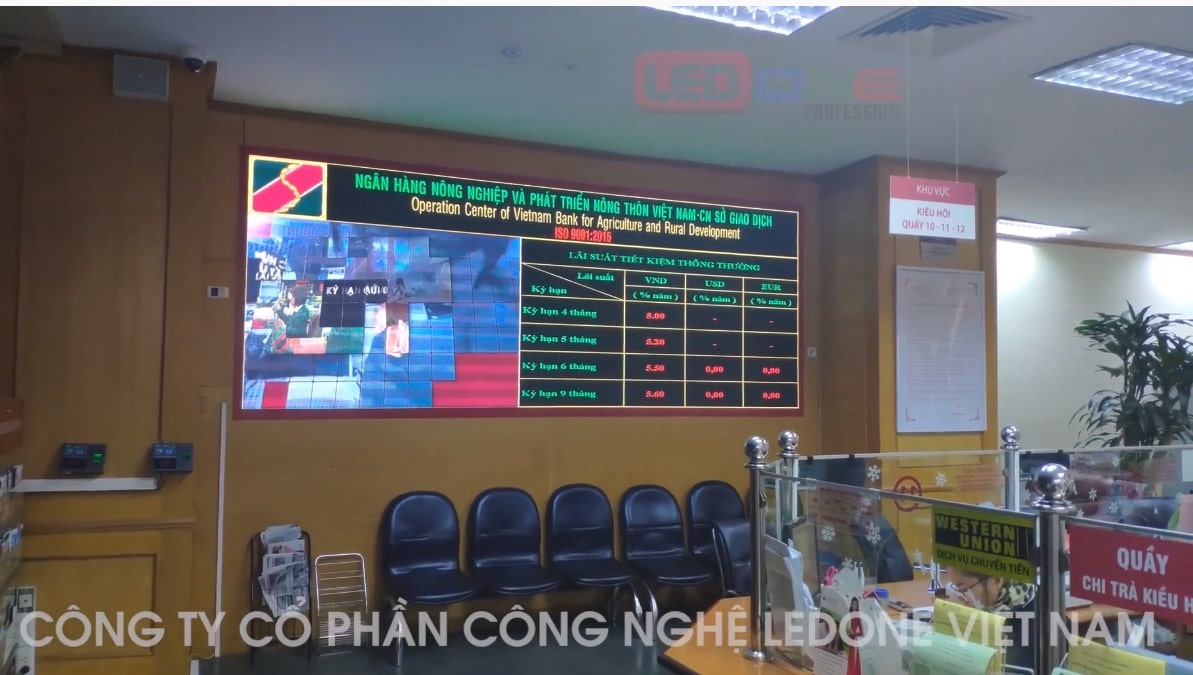 LEDONE
PROFESSION
NGÂN HÀNG NÔNG NGHIỆP VÀ PHÁT TRIỂN NÔNG THÔN VIỆT NAM-CN SỞ GIAO DỊCH
Operation Center of Vietnam Bank for Agriculture and Rural Development
ISO 9001:2015
LÃI SUẤT TIẾT KIỆM THÔNG THƯỜNG
Lãi suất
Kỳ hạn
VND USD EUR
( % năm ) ( % năm ) ( % năm )
Kỳ hạn 4 tháng 5.00 - -
Kỳ hạn 5 tháng 5.20 - -
Kỳ hạn 6 tháng 5.50 0,00 0,00
Kỳ hạn 9 tháng 5.60 0,00 0,00
KHU VỰC
KIỀU HỐI
QUẦY 10 - 11 - 12
WESTERN
UNION
DỊCH VỤ CHUYỂN TIỀN
QUẦY
CHI TRẢ KIỀU H
CÔNG TY CỔ PHẦN CÔNG NGHỆ LEDONE VIỆT NAM